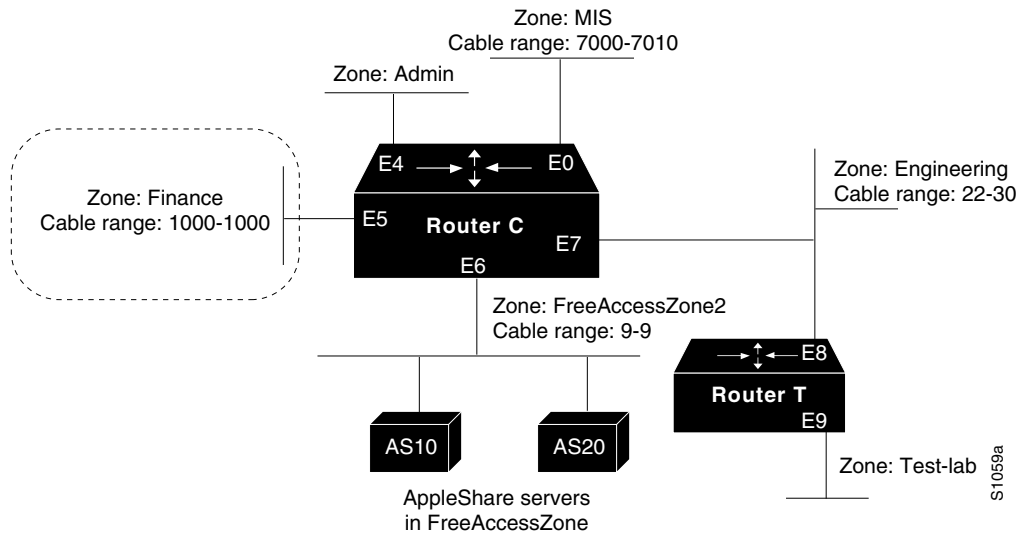 Zone: MIS
Cable range: 7000-7010
Zone: Admin
E4
E0
Zone: Engineering
Cable range: 22-30
Zone: Finance
Cable range: 1000-1000
E5
Router C
E7
E6
Zone: FreeAccessZone2
Cable range: 9-9
E8
Router T
E9
AS10
AS20
Zone: Test-lab
S1059a
AppleShare servers
in FreeAccessZone